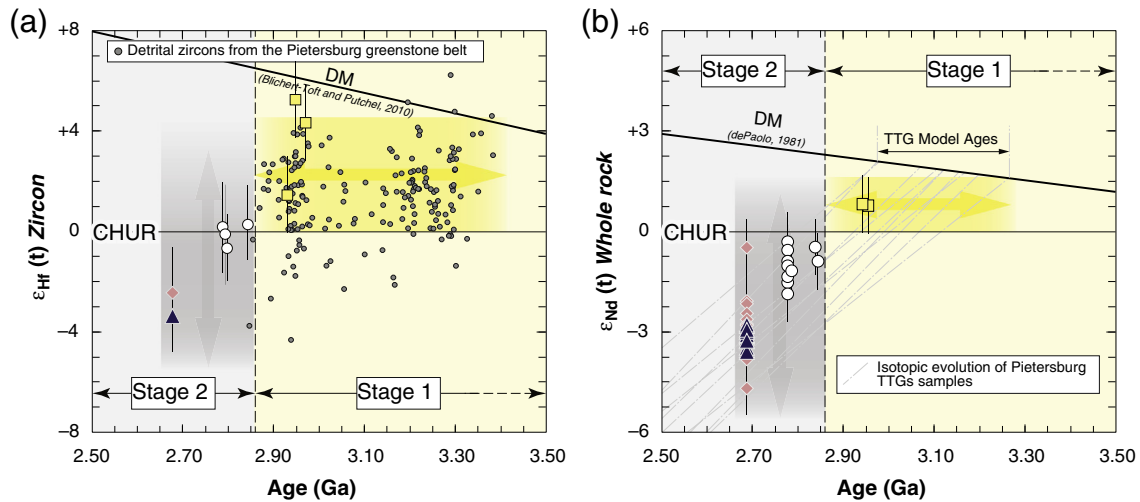 (a)
+8
+4
0
−4
−8
εHf (t) Zircon
Detrital zircons from the Pietersburg greenstone belt
DM
(Blichert-Toft and Putchel, 2010)
CHUR
Stage 2
Stage 1
2.50
2.70
2.90
3.10
3.30
3.50
Age (Ga)
(b)
+6
+3
0
−3
−6
εNd (t) Whole rock
Stage 2
Stage 1
DM
(dePaolo, 1981)
TTG Model Ages
CHUR
Isotopic evolution of Pietersburg
TTGs samples
2.50
2.70
2.90
3.10
3.30
3.50
Age (Ga)